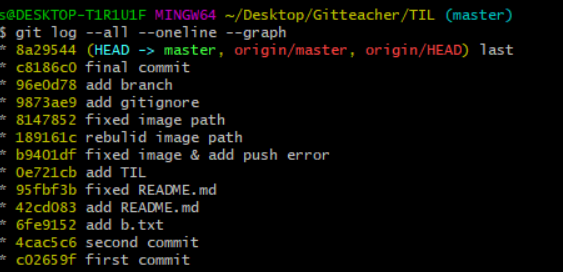 s@DESKTOP-T1R1U1F MINGW64 ~/Desktop/Gitteacher/TIL (master)
$ git log --all --oneline --graph
* 8a29544 (HEAD -> master, origin/master, origin/HEAD) last
* c8186c0 final commit
* 96e0d78 add branch
* 9873ae9 add gitignore
* 8147852 fixed image path
* 189161c rebulid image path
* b9401df fixed image & add push error
* 0e721cb add TIL
* 95fbf3b fixed README.md
* 42cd083 add README.md
* 6fe9152 add b.txt
* 4cac5c6 second commit
* c02659f first commit